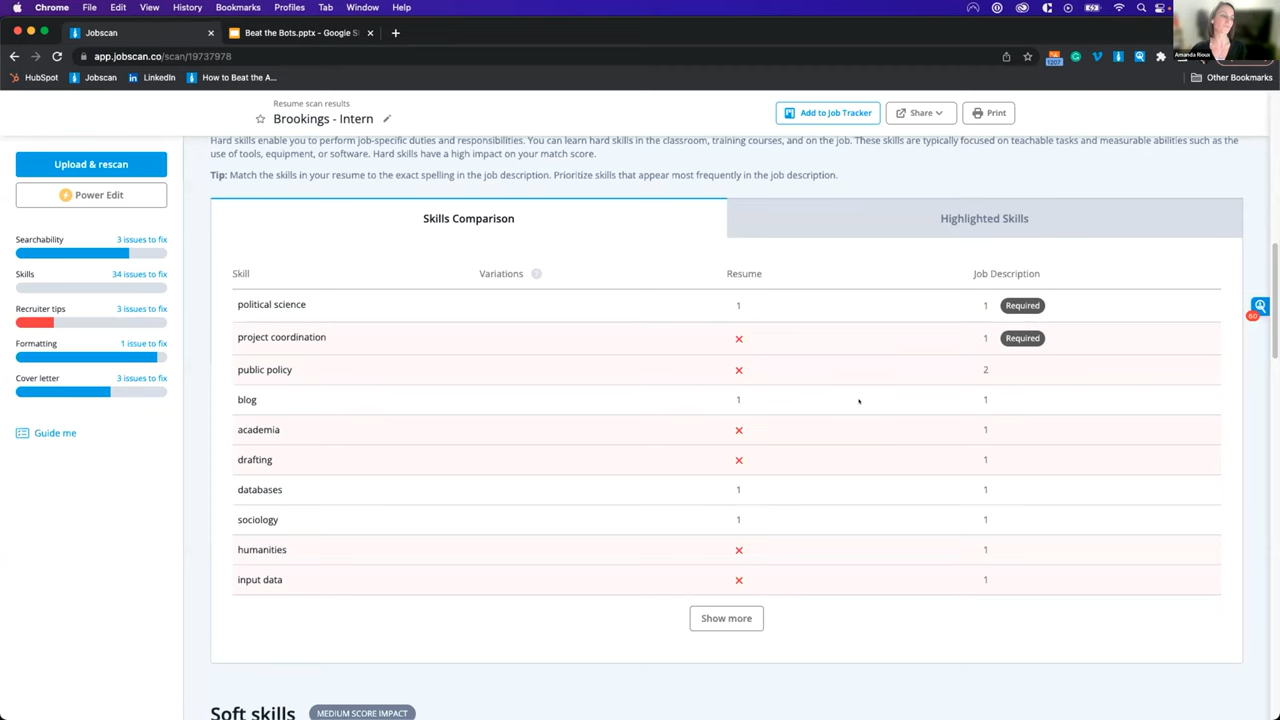 Chrome File Edit View History Bookmarks Profiles Tab Window Help
Jobscan
Beat the Bots.pptx - Google S
app.jobscan.co/scan/19737978
1207
Amanda Rioux
HubSpot Jobscan LinkedIn How to Beat the A... Other Bookmarks
Resume scan results
Brookings - Intern
Add to Job Tracker Share Print
Upload & rescan
Power Edit
Searchability 3 issues to fix
Skills 34 issues to fix
Recruiter tips 3 issues to fix
Formatting 1 issue to fix
Cover letter 3 issues to fix
Guide me
Hard skills enable you to perform job-specific duties and responsibilities. You can learn hard skills in the classroom, training courses, and on the job. These skills are typically focused on teachable tasks and measurable abilities such as the
use of tools, equipment, or software. Hard skills have a high impact on your match score.
Tip: Match the skills in your resume to the exact spelling in the job description. Prioritize skills that appear most frequently in the job description.
Skills Comparison Highlighted Skills
Skill Variations ? Resume Job Description
political science 1 1 Required
project coordination 1 Required
public policy 2
blog 1 1
academia 1
drafting 1
databases 1 1
sociology 1 1
humanities 1
input data 1
Show more
60
Soft skills MEDIUM SCORE IMPACT